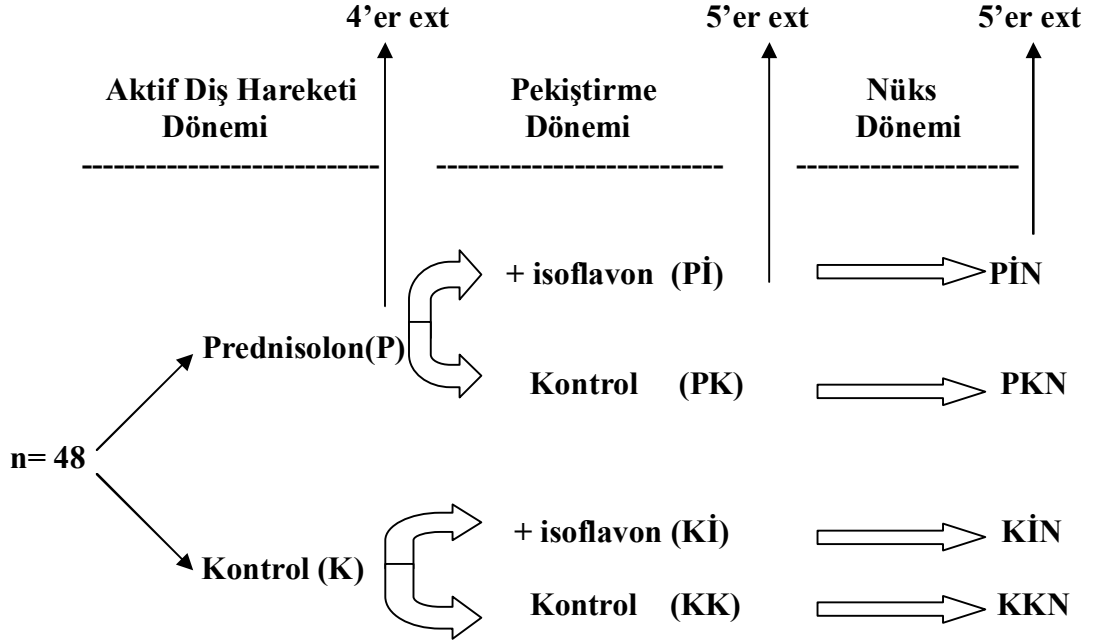 4’er ext 5’er ext 5’er ext
Aktif Diş Hareketi Pekiştirme Nüks
Dönemi Dönemi Dönemi
+ isoflavon (Pİ) PİN
Prednisolon(P)
Kontrol (PK) PKN
n= 48
+ isoflavon (Kİ) KİN
Kontrol (K)
Kontrol (KK) KKN